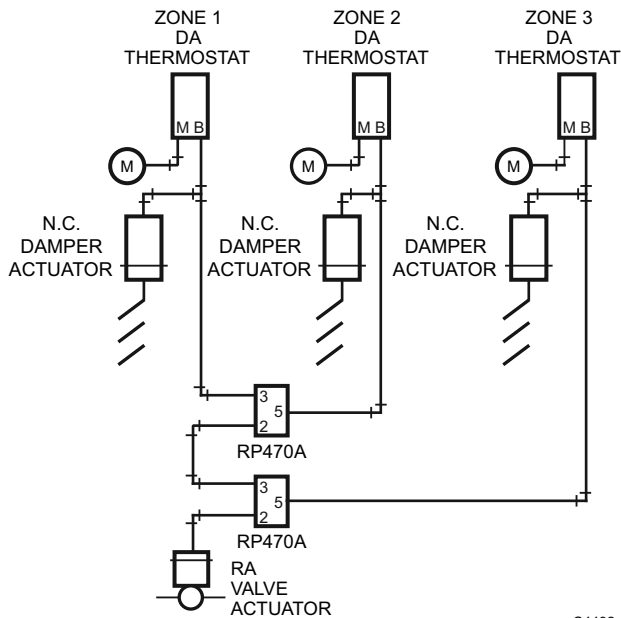 ZONE 1
DA
THERMOSTAT
ZONE 2
DA
THERMOSTAT
ZONE 3
DA
THERMOSTAT
M B
M B
M B
M
M
M
N.C.
DAMPER
ACTUATOR
N.C.
DAMPER
ACTUATOR
N.C.
DAMPER
ACTUATOR
3
5
2
RP470A
3
5
2
RP470A
RA
VALVE
ACTUATOR